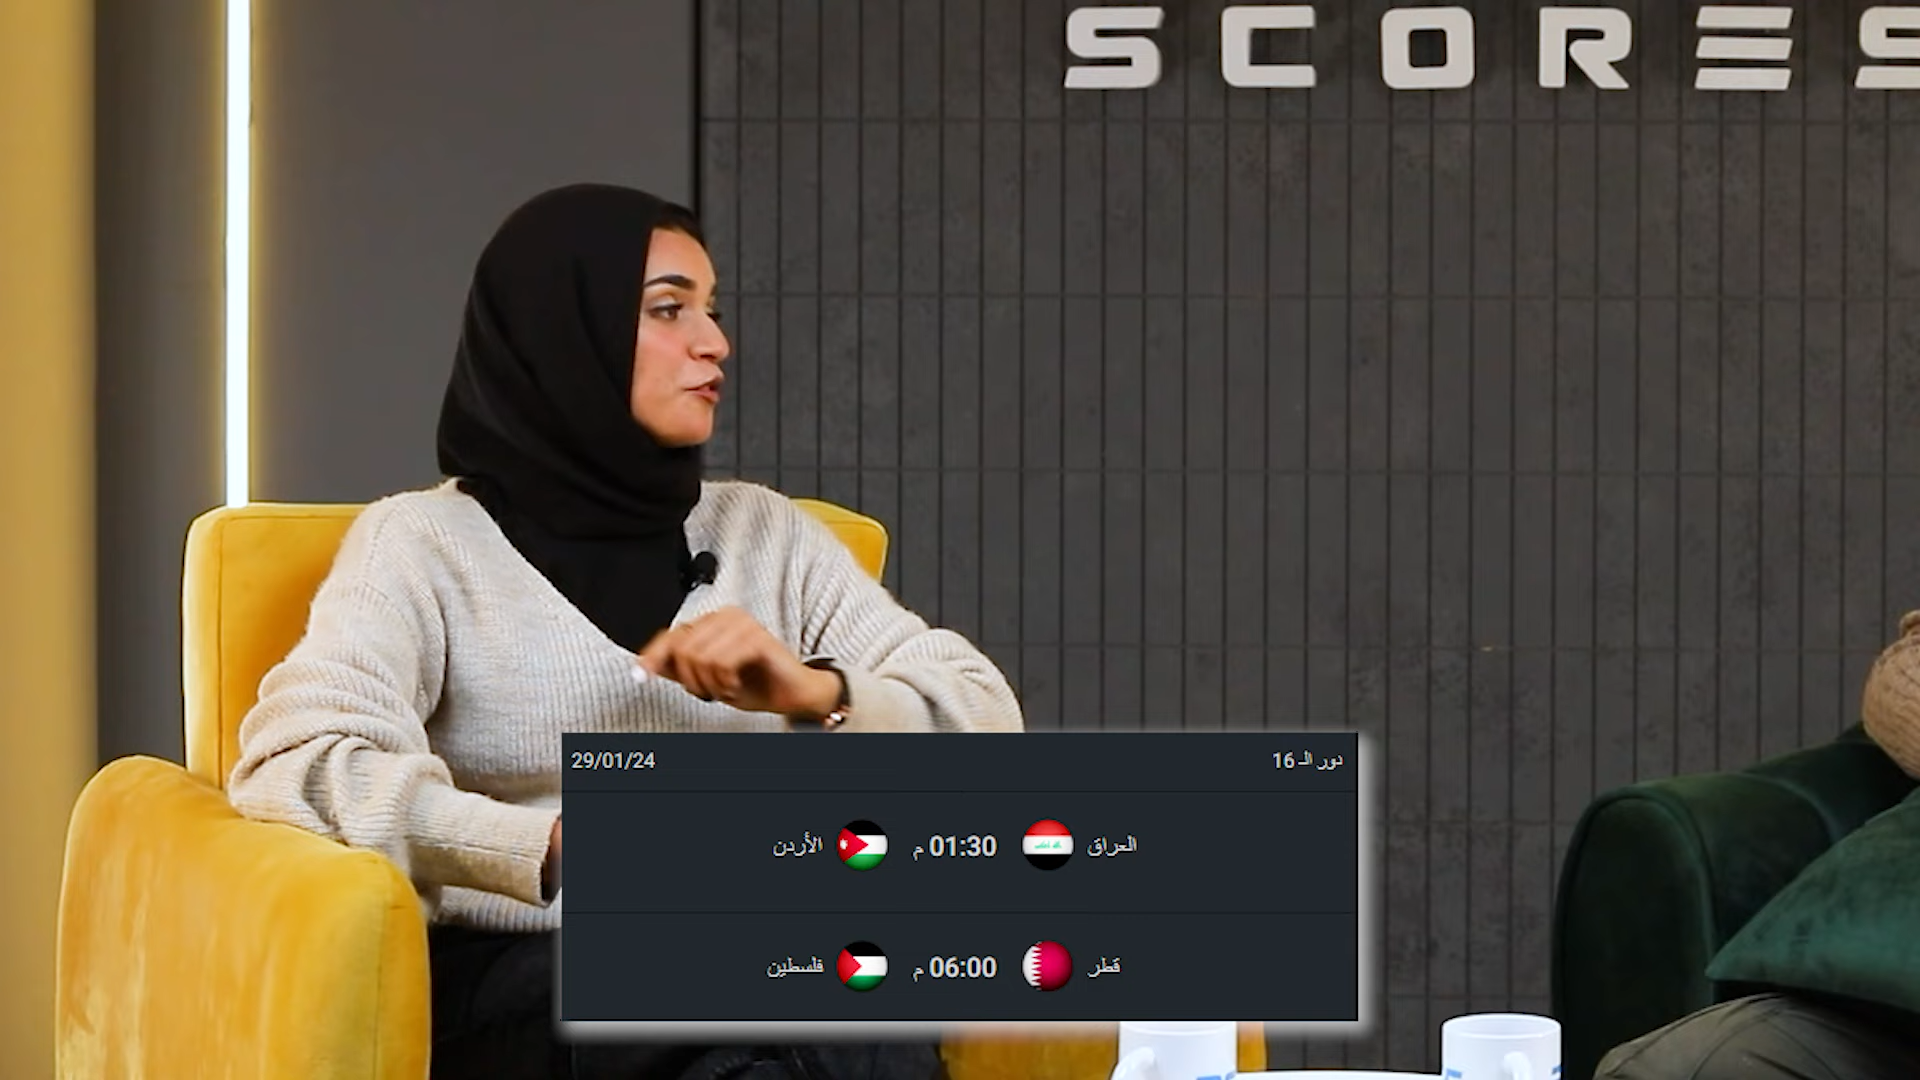 SCORES
دور الـ 16
29/01/24
العراق 01:30 م الأردن
قطر 06:00 م فلسطين